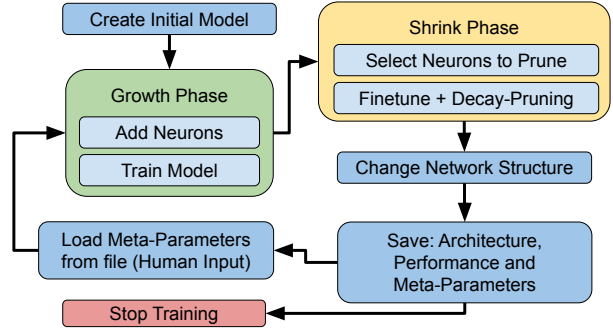 Create Initial Model
Growth Phase
Add Neurons
Train Model
Shrink Phase
Select Neurons to Prune
Finetune + Decay-Pruning
Change Network Structure
Save: Architecture,
Performance and
Meta-Parameters
Load Meta-Parameters
from file (Human Input)
Stop Training